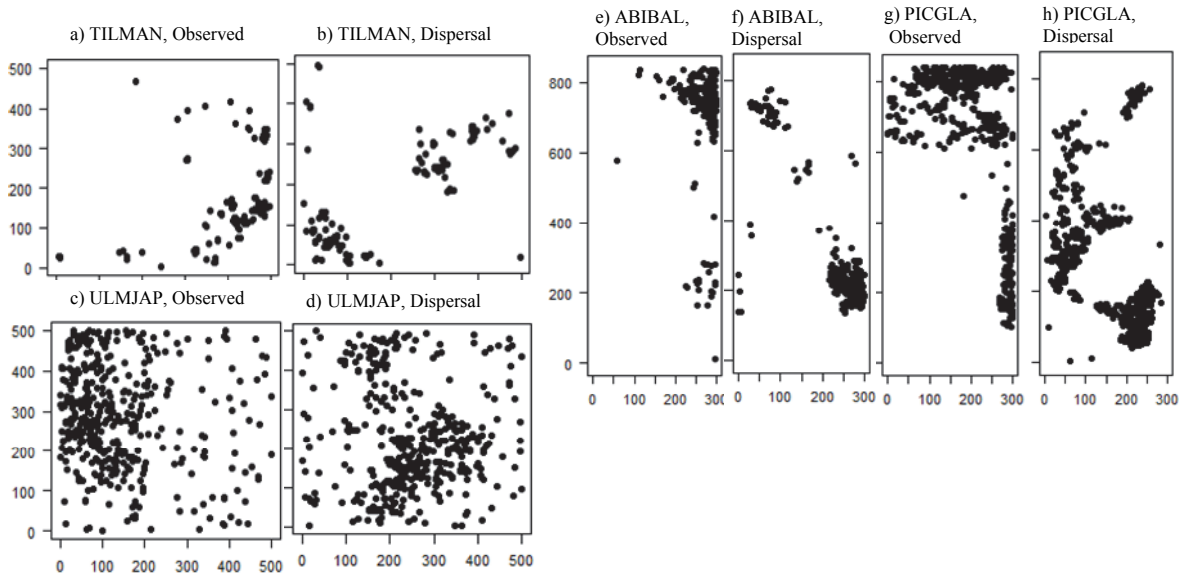 a) TILMAN, Observed
b) TILMAN, Dispersal
e) ABIBAL,
Observed
f) ABIBAL,
Dispersal
g) PICGLA,
Observed
h) PICGLA,
Dispersal
500
400
300
200
100
0
800
600
400
200
0
0 100 200 300
0 100 200 300
0 100 200 300
0 100 200 300
c) ULMJAP, Observed
d) ULMJAP, Dispersal
500
400
300
200
100
0
0 100 200 300 400 500
0 100 200 300 400 500